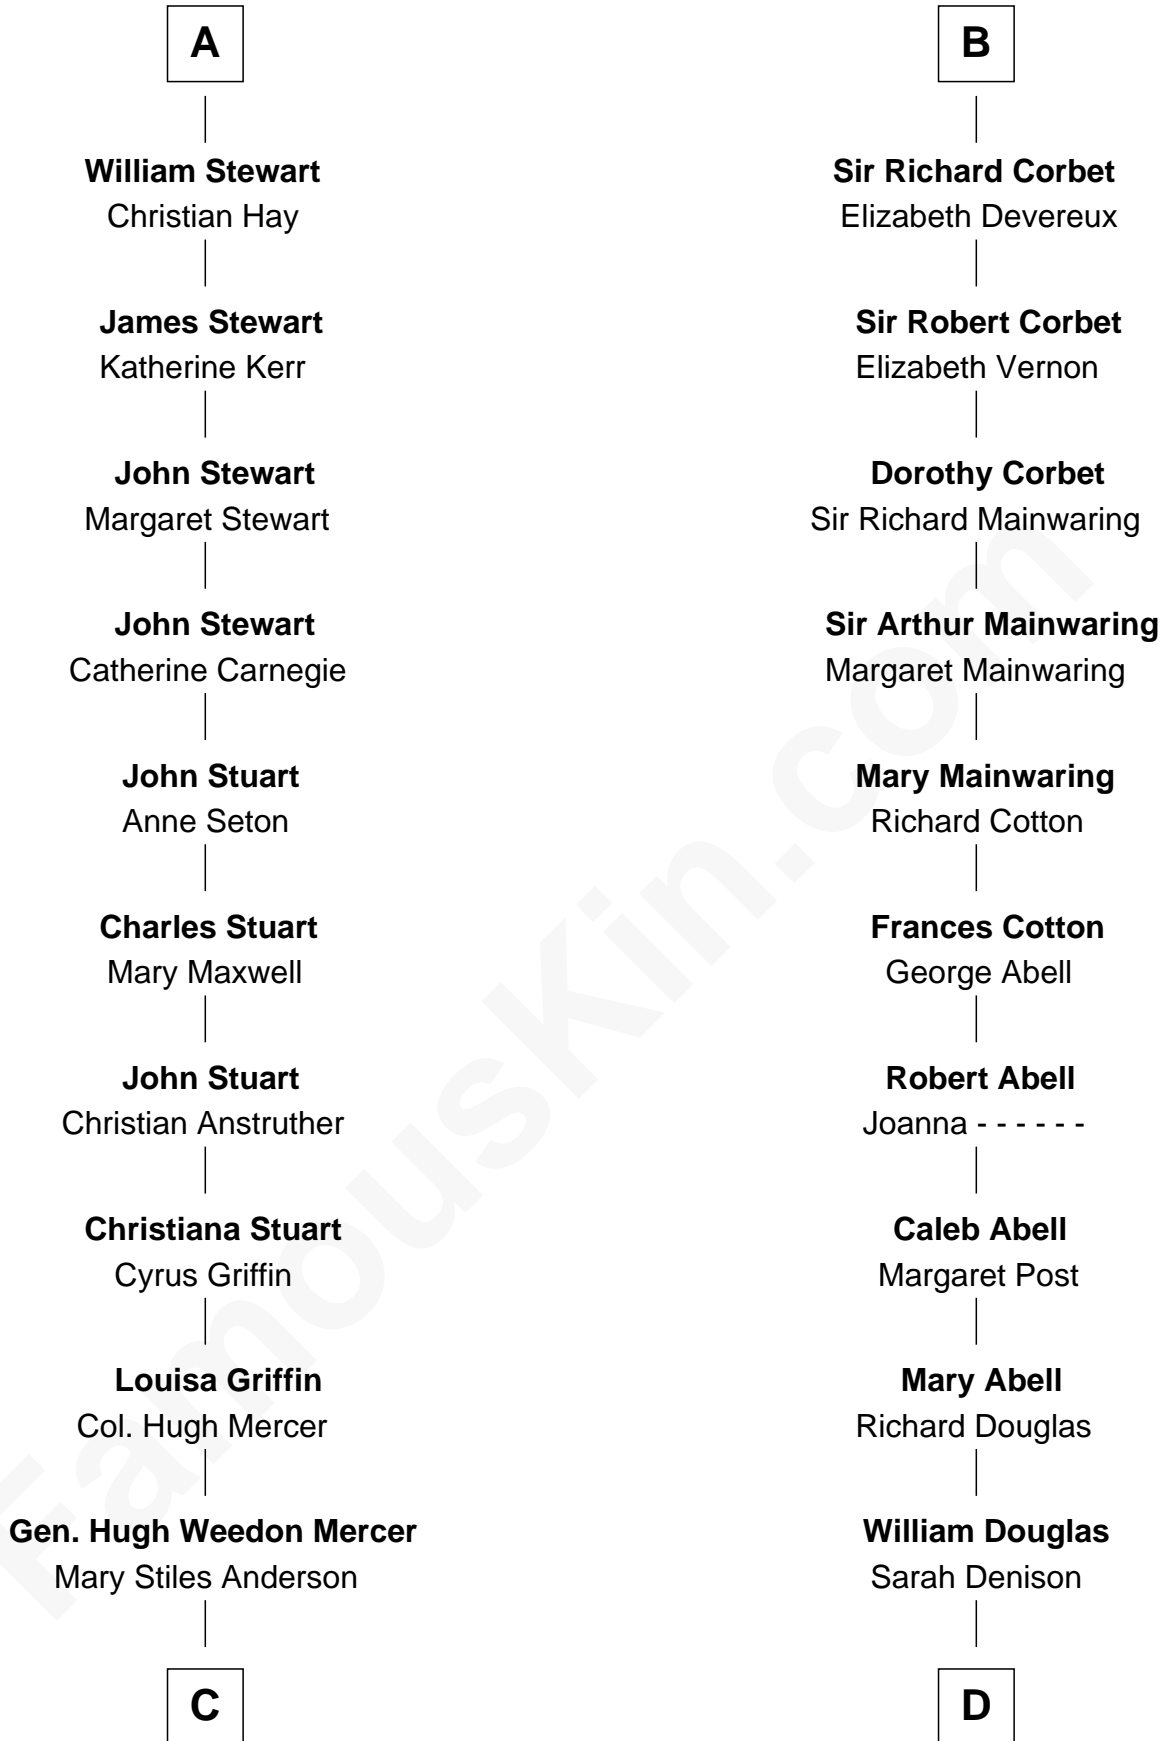 A
William Stewart
Christian Hay
James Stewart
Katherine Kerr
John Stewart
Margaret Stewart
John Stewart
Catherine Carnegie
John Stuart
Anne Seton
Charles Stuart
Mary Maxwell
John Stuart
Christian Anstruther
Christiana Stuart
Cyrus Griffin
Louisa Griffin
Col. Hugh Mercer
Gen. Hugh Weedon Mercer
Mary Stiles Anderson
C
B
Sir Richard Corbet
Elizabeth Devereux
Sir Robert Corbet
Elizabeth Vernon
Dorothy Corbet
Sir Richard Mainwaring
Sir Arthur Mainwaring
Margaret Mainwaring
Mary Mainwaring
Richard Cotton
Frances Cotton
George Abell
Robert Abell
Joanna - - - - - -
Caleb Abell
Margaret Post
Mary Abell
Richard Douglas
William Douglas
Sarah Denison
D
FamousKin.com